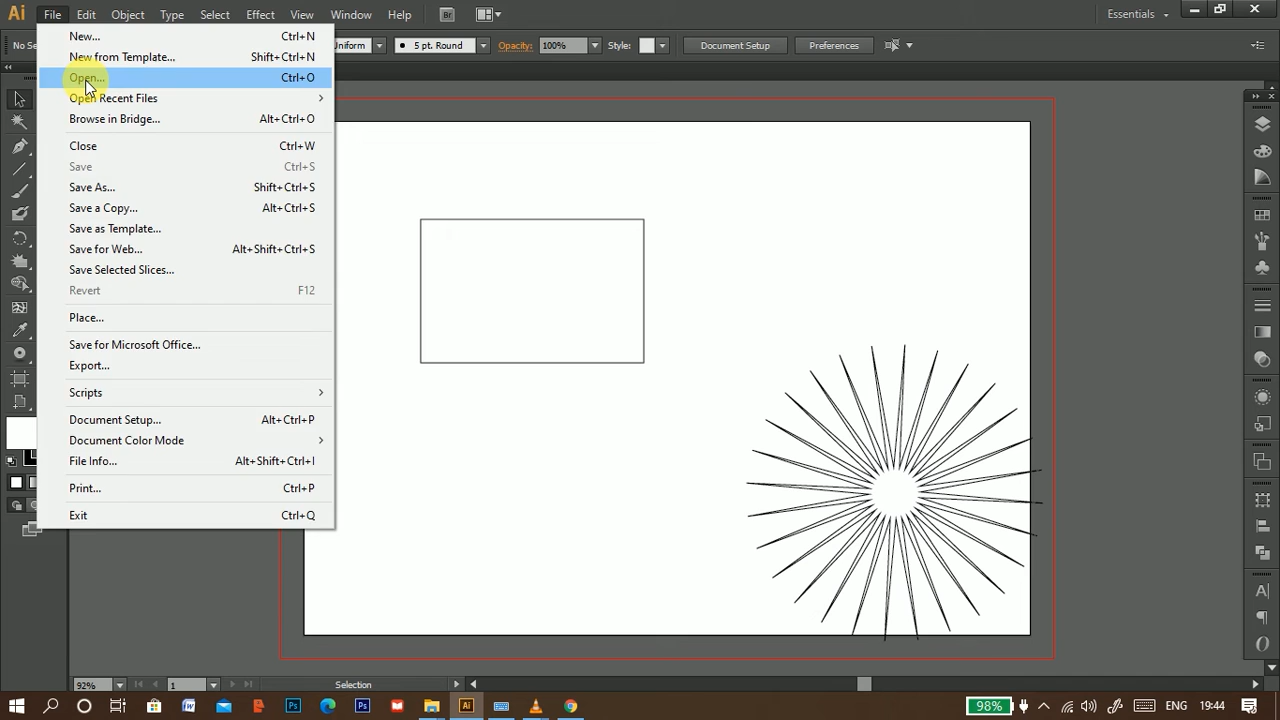 Ai File Edit Object Type Select Effect View Window Help Br Essentials
No Se Uniform 5 pt. Round Opacity: 100% Style: Document Setup Preferences
New... Ctrl+N
New from Template... Shift+Ctrl+N
Open... Ctrl+O
Open Recent Files
Browse in Bridge... Alt+Ctrl+O
Close Ctrl+W
Save Ctrl+S
Save As... Shift+Ctrl+S
Save a Copy... Alt+Ctrl+S
Save as Template...
Save for Web... Alt+Shift+Ctrl+S
Save Selected Slices...
Revert F12
Place...
Save for Microsoft Office...
Export...
Scripts
Document Setup... Alt+Ctrl+P
Document Color Mode
File Info... Alt+Shift+Ctrl+I
Print... Ctrl+P
Exit Ctrl+Q
92% 1 Selection
Ps Ps Ai 98% ENG 19:44